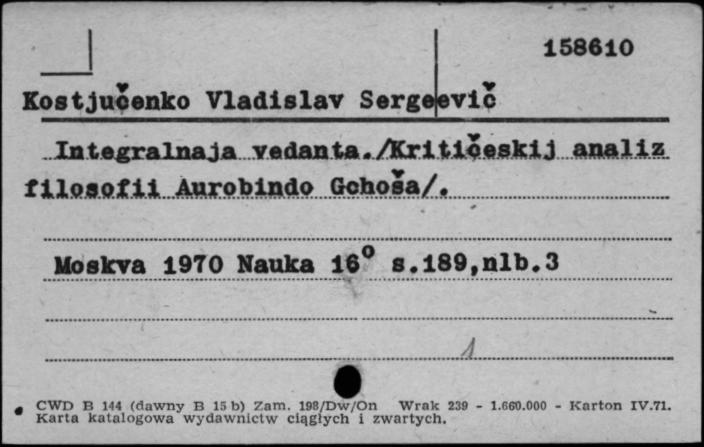 158610
Kostjučenko Vladislav Sergeevič
Integralnaja vedanta./Kritičeskij analiz
filosofii Aurobindo Gchoša/.
Moskva 1970 Nauka 16° s.189,nlb.3
1
CWD B 144 (dawny B 15 b) Zam. 198/Dw/On Wrak 239 - 1.660.000 - Karton IV.71.
Karta katalogowa wydawnictw ciągłych i zwartych.